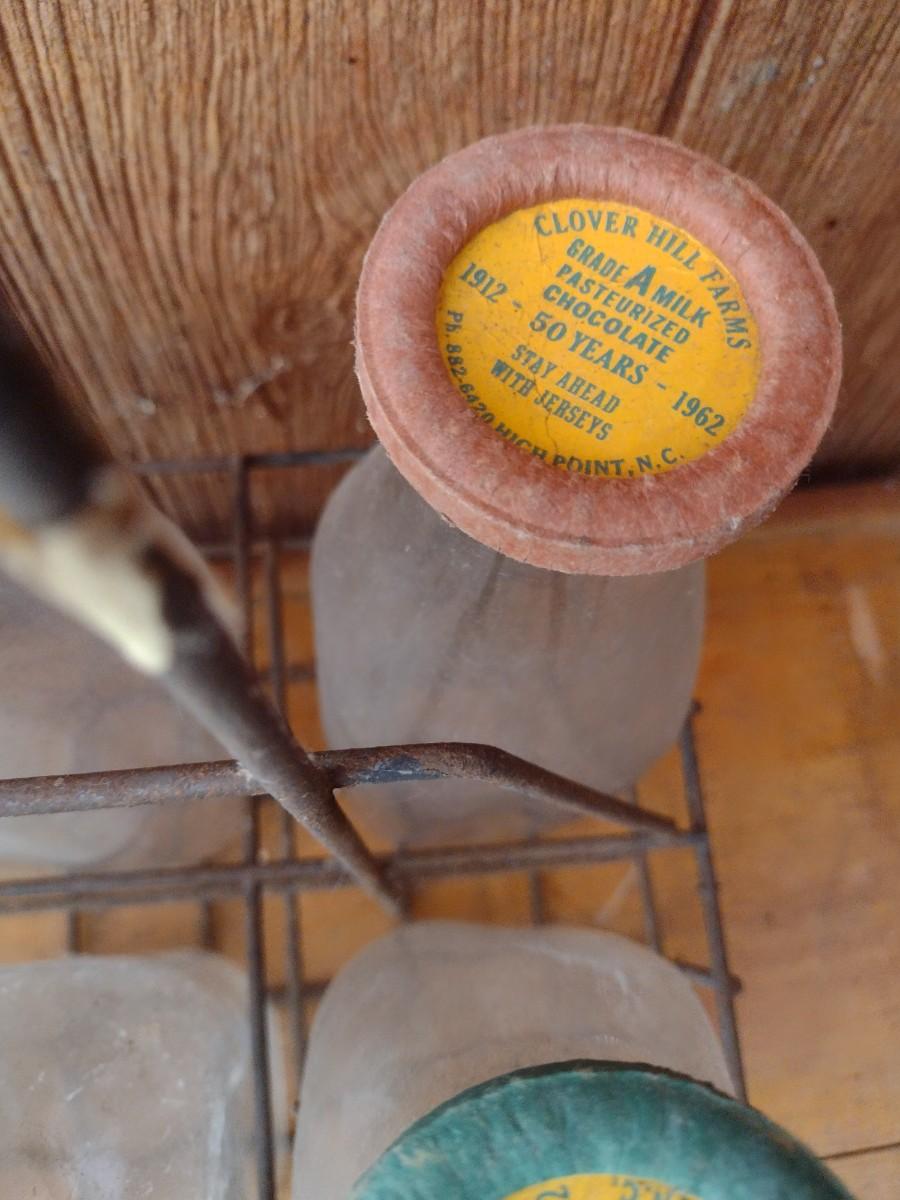 CLOVER HILL FARMS
GRADE A MILK
PASTEURIZED
CHOCOLATE
1912 - 50 YEARS - 1962
STAY AHEAD
WITH JERSEYS
Ph. 882-6420 HIGH POINT, N.C.